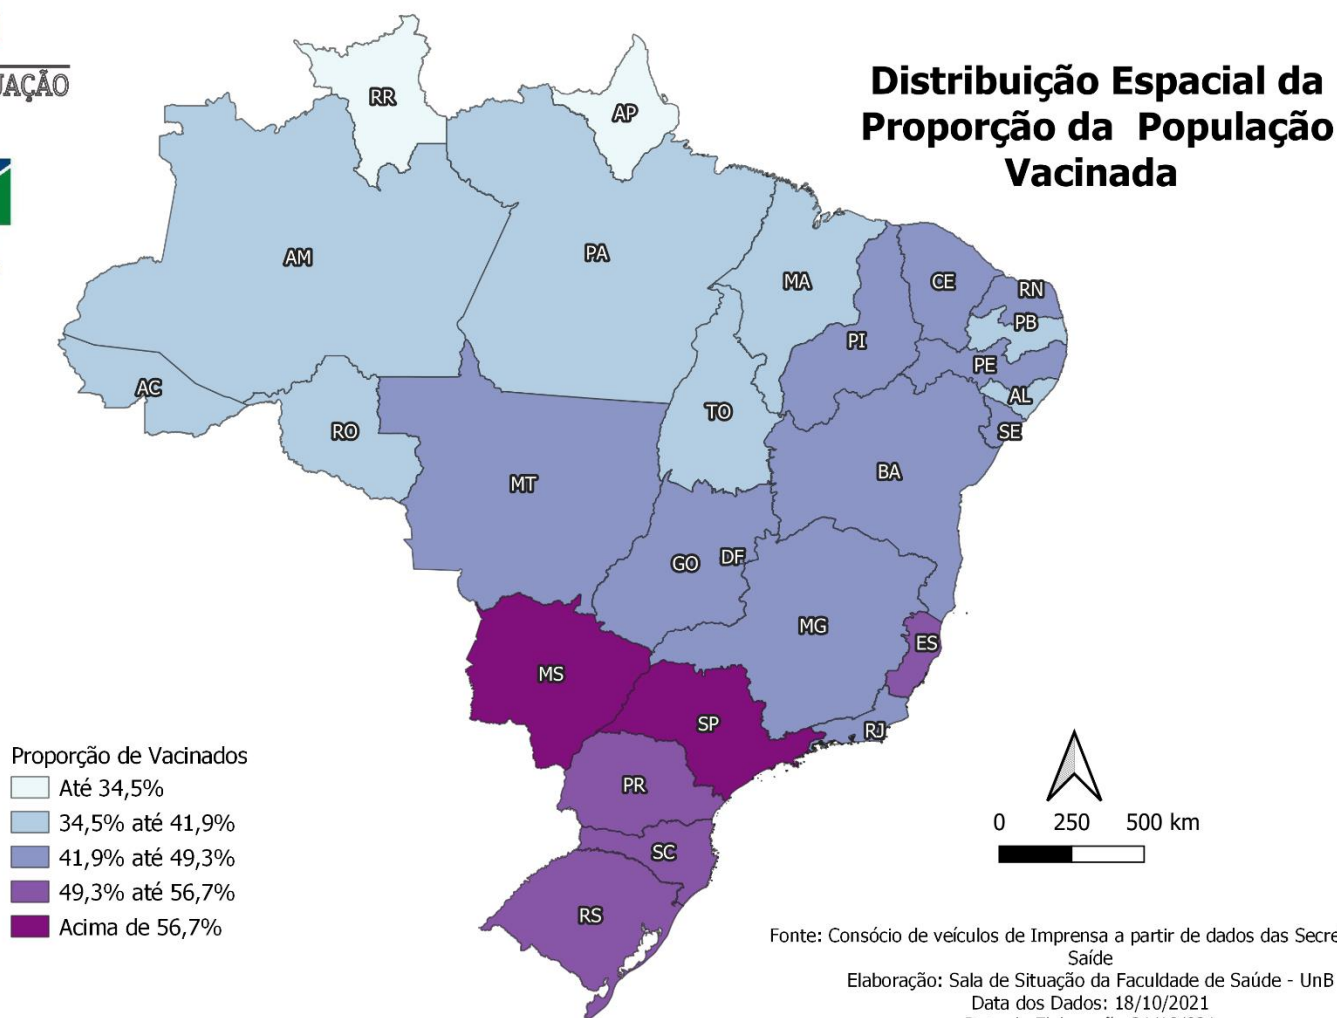 UAÇÃO
Distribuição Espacial da
Proporção da População
Vacinada
RR
AP
AM
PA
MA
CE
RN
PB
PI
PE
AC
AL
TO
RO
SE
BA
MT
GO
DF
MG
ES
MS
SP
RJ
PR
SC
RS
Proporção de Vacinados
Até 34,5%
34,5% até 41,9%
41,9% até 49,3%
49,3% até 56,7%
Acima de 56,7%
0 250 500 km
Fonte: Consócio de veículos de Imprensa a partir de dados das Secre
Saúde
Elaboração: Sala de Situação da Faculdade de Saúde - UnB
Data dos Dados: 18/10/2021